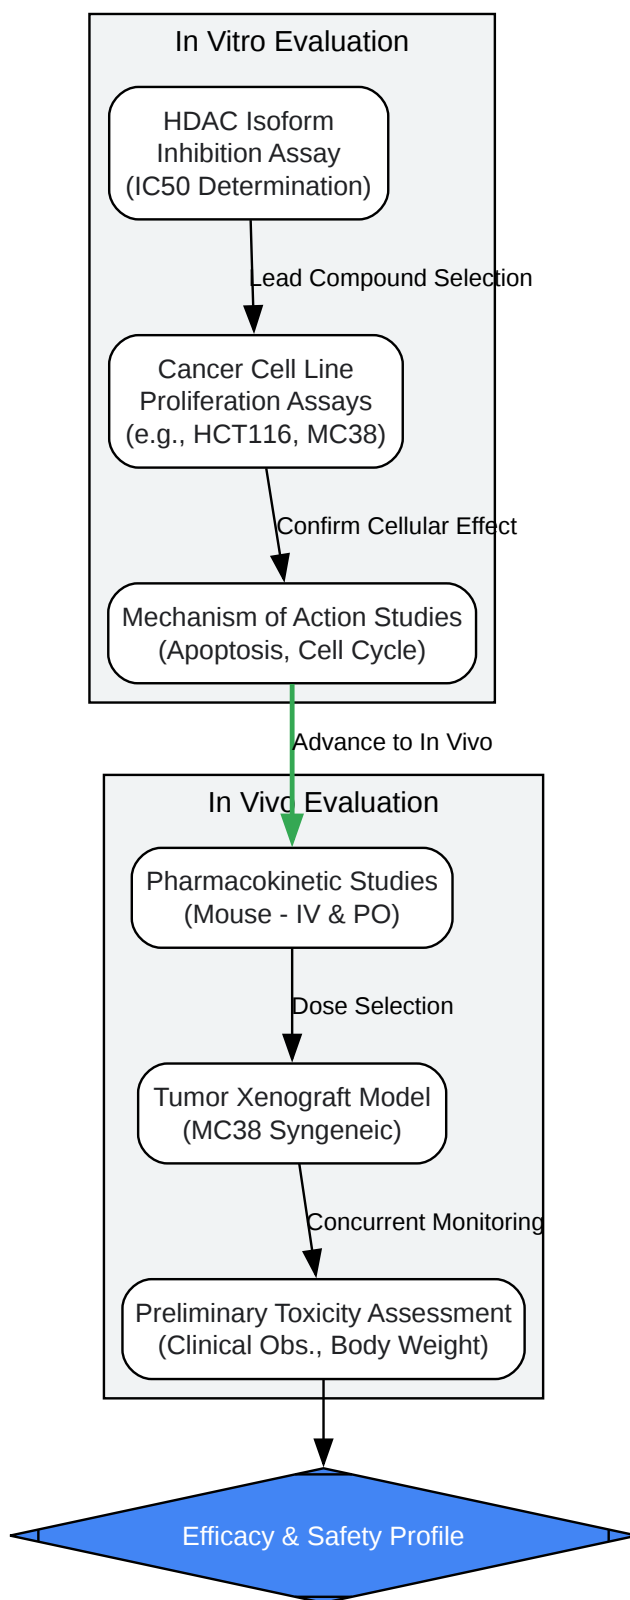 In Vitro Evaluation
HDAC Isoform
Inhibition Assay
(IC50 Determination)
Lead Compound Selection
Cancer Cell Line
Proliferation Assays
(e.g., HCT116, MC38)
Confirm Cellular Effect
Mechanism of Action Studies
(Apoptosis, Cell Cycle)
Advance to In Vivo
In Vivo Evaluation
Pharmacokinetic Studies
(Mouse - IV & PO)
Dose Selection
Tumor Xenograft Model
(MC38 Syngeneic)
Concurrent Monitoring
Preliminary Toxicity Assessment
(Clinical Obs., Body Weight)
Efficacy & Safety Profile